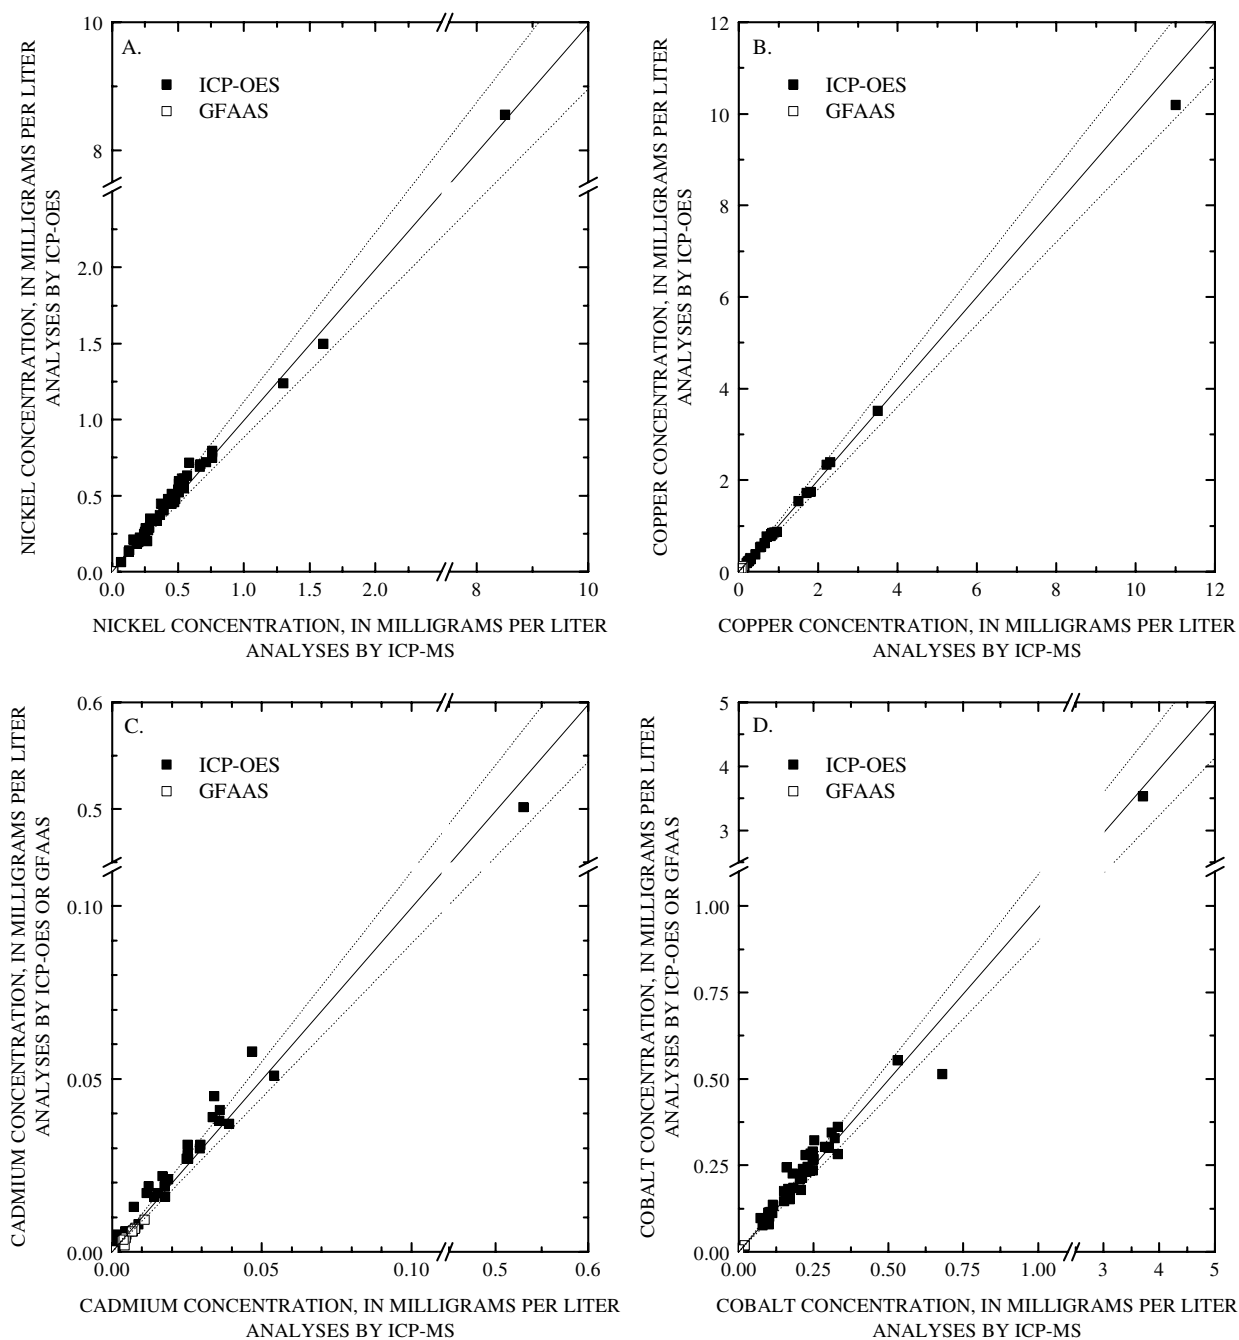 A.
ICP-OES
GFAAS
10
8
2.0
1.5
1.0
0.5
0.0
0.0 0.5 1.0 1.5 2.0 8 10
NICKEL CONCENTRATION, IN MILLIGRAMS PER LITER
ANALYSES BY ICP-OES
NICKEL CONCENTRATION, IN MILLIGRAMS PER LITER
ANALYSES BY ICP-MS
B.
ICP-OES
GFAAS
12
10
8
6
4
2
0
0 2 4 6 8 10 12
COPPER CONCENTRATION, IN MILLIGRAMS PER LITER
ANALYSES BY ICP-OES
COPPER CONCENTRATION, IN MILLIGRAMS PER LITER
ANALYSES BY ICP-MS
C.
ICP-OES
GFAAS
0.6
0.5
0.10
0.05
0.00
0.00 0.05 0.10 0.5 0.6
CADMIUM CONCENTRATION, IN MILLIGRAMS PER LITER
ANALYSES BY ICP-OES OR GFAAS
CADMIUM CONCENTRATION, IN MILLIGRAMS PER LITER
ANALYSES BY ICP-MS
D.
ICP-OES
GFAAS
5
4
3
1.00
0.75
0.50
0.25
0.00
0.00 0.25 0.50 0.75 1.00 3 4 5
COBALT CONCENTRATION, IN MILLIGRAMS PER LITER
ANALYSES BY ICP-OES OR GFAAS
COBALT CONCENTRATION, IN MILLIGRAMS PER LITER
ANALYSES BY ICP-MS